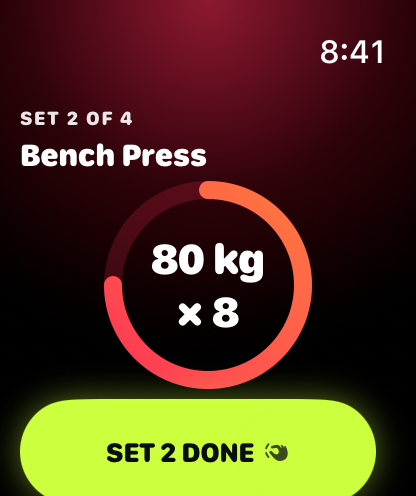 8:41
SET 2 OF 4
Bench Press
80 kg
× 8
SET 2 DONE